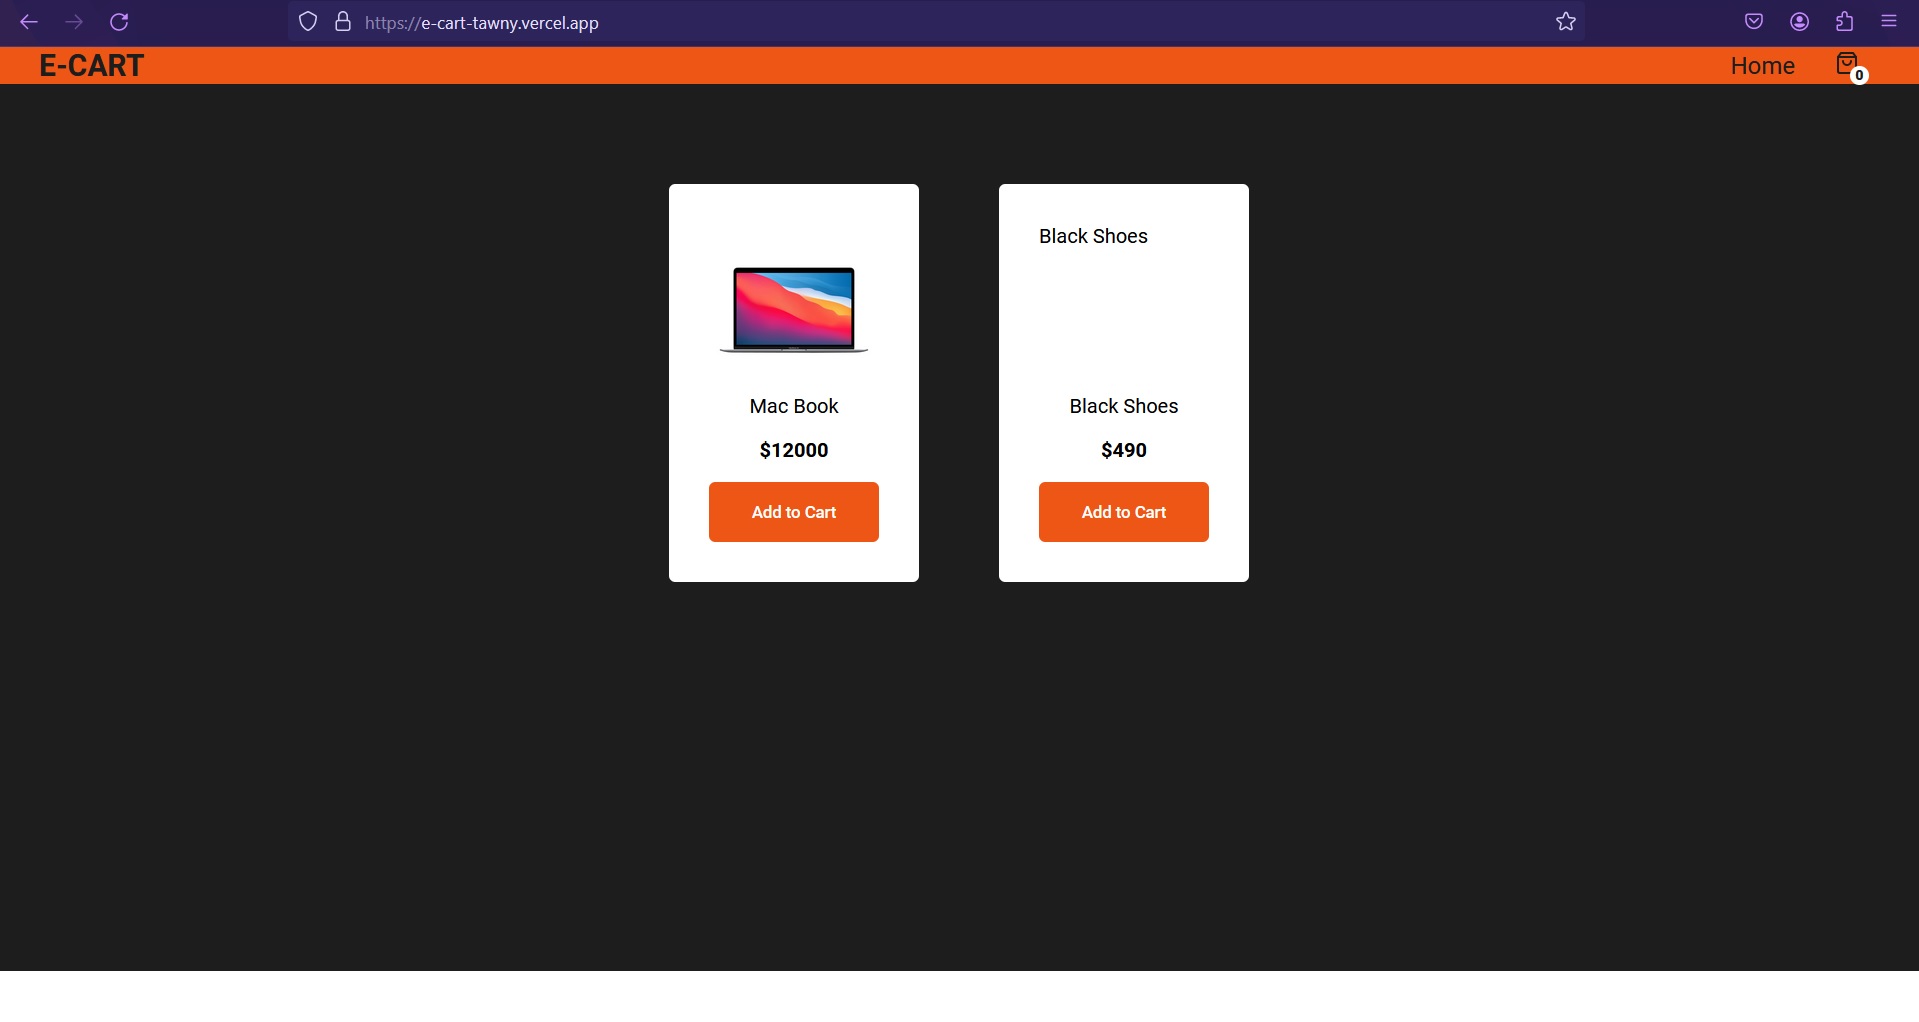 https://e-cart-tawny.vercel.app
E-CART
Home
0
Black Shoes
Mac Book
$12000
Add to Cart
Black Shoes
$490
Add to Cart